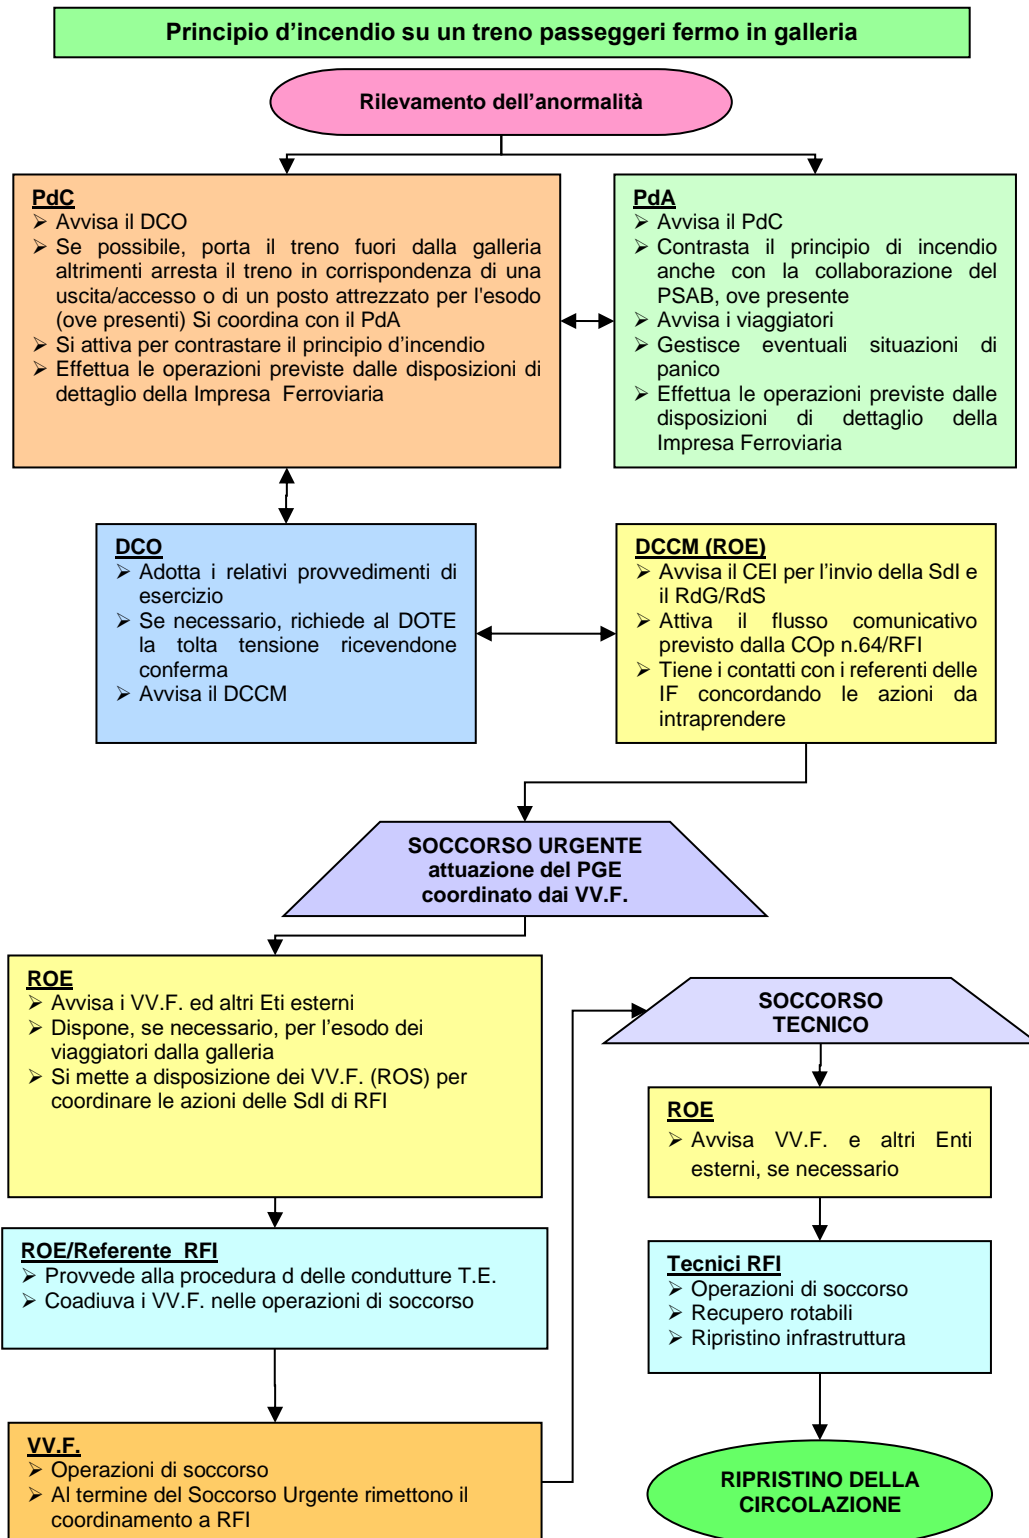 Principio d'incendio su un treno passeggeri fermo in galleria
Rilevamento dell'anormalità
PdC
➢ Avvisa il DCO
➢ Se possibile, porta il treno fuori dalla galleria
altrimenti arresta il treno in corrispondenza di una
uscita/accesso o di un posto attrezzato per l'esodo
(ove presenti) Si coordina con il PdA
➢ Si attiva per contrastare il principio d'incendio
➢ Effettua le operazioni previste dalle disposizioni di
dettaglio della Impresa Ferroviaria
PdA
➢ Avvisa il PdC
➢ Contrasta il principio di incendio
anche con la collaborazione del
PSAB, ove presente
➢ Avvisa i viaggiatori
➢ Gestisce eventuali situazioni di
panico
➢ Effettua le operazioni previste dalle
disposizioni di dettaglio della
Impresa Ferroviaria
DCO
➢ Adotta i relativi provvedimenti di
esercizio
➢ Se necessario, richiede al DOTE
la tolta tensione ricevendone
conferma
➢ Avvisa il DCCM
DCCM (ROE)
➢ Avvisa il CEI per l'invio della SdI e
il RdG/RdS
➢ Attiva il flusso comunicativo
previsto dalla COp n.64/RFI
➢ Tiene i contatti con i referenti delle
IF concordando le azioni da
intraprendere
SOCCORSO URGENTE
attuazione del PGE
coordinato dai VV.F.
ROE
➢ Avvisa i VV.F. ed altri Eti esterni
➢ Dispone, se necessario, per l'esodo dei
viaggiatori dalla galleria
➢ Si mette a disposizione dei VV.F. (ROS) per
coordinare le azioni delle SdI di RFI
ROE/Referente RFI
➢ Provvede alla procedura d delle condutture T.E.
➢ Coadiuva i VV.F. nelle operazioni di soccorso
VV.F.
➢ Operazioni di soccorso
➢ Al termine del Soccorso Urgente rimettono il
coordinamento a RFI
SOCCORSO
TECNICO
ROE
➢ Avvisa VV.F. e altri Enti
esterni, se necessario
Tecnici RFI
➢ Operazioni di soccorso
➢ Recupero rotabili
➢ Ripristino infrastruttura
RIPRISTINO DELLA
CIRCOLAZIONE